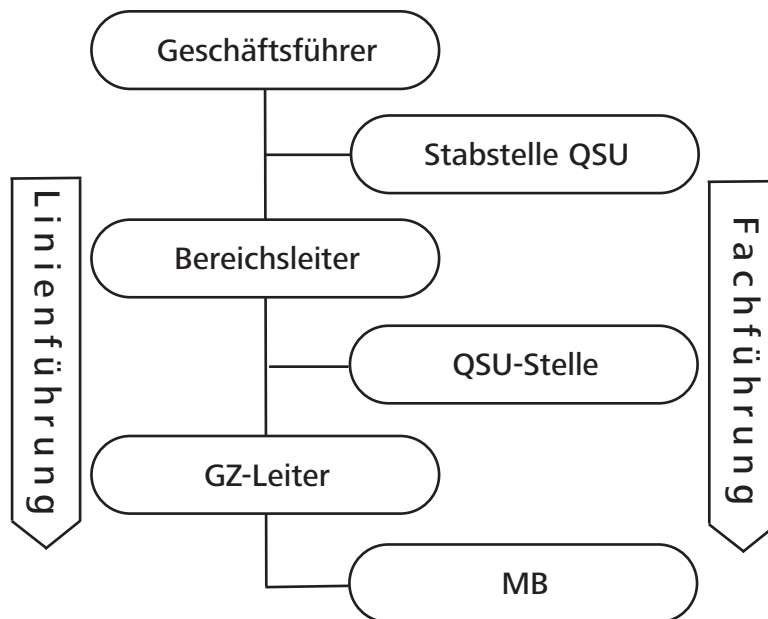 Geschäftsführer
Stabstelle QSU
Linienführung
Fachführung
Bereichsleiter
QSU-Stelle
GZ-Leiter
MB